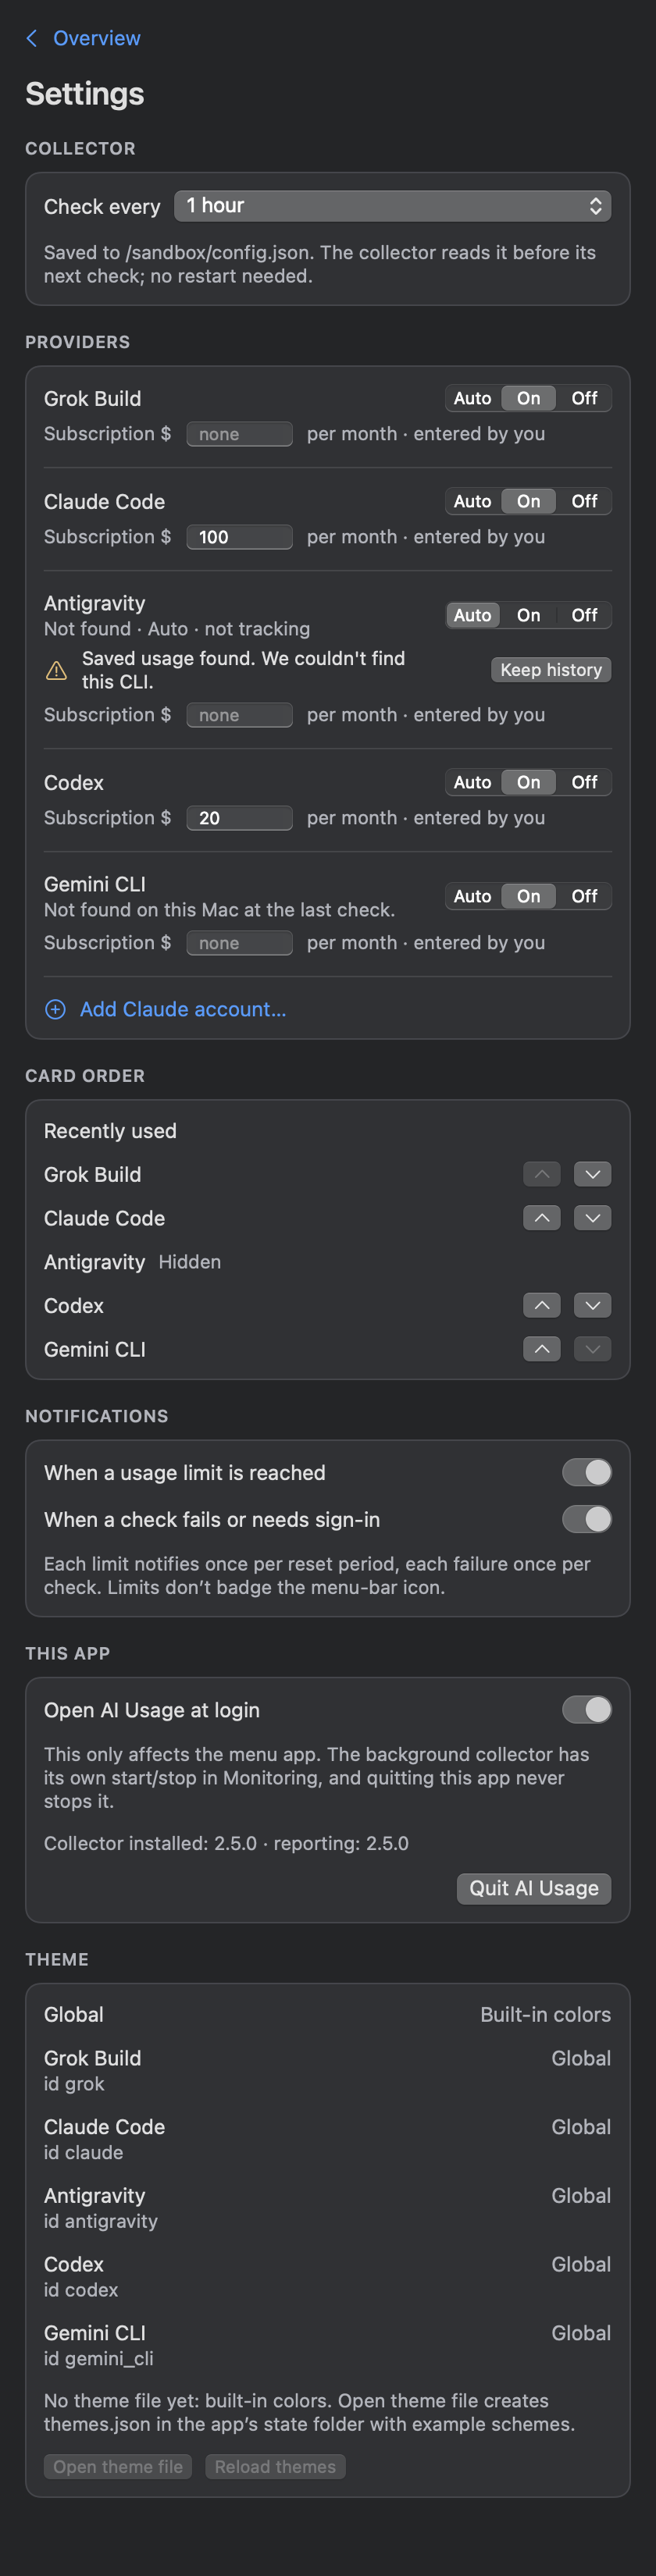 Overview
Settings
COLLECTOR
Check every 1 hour
Saved to /sandbox/config.json. The collector reads it before its
next check; no restart needed.
PROVIDERS
Grok Build Auto On Off
Subscription $ none per month · entered by you
Claude Code Auto On Off
Subscription $ 100 per month · entered by you
Antigravity Auto On Off
Not found · Auto · not tracking
Saved usage found. We couldn't find
this CLI. Keep history
Subscription $ none per month · entered by you
Codex Auto On Off
Subscription $ 20 per month · entered by you
Gemini CLI Auto On Off
Not found on this Mac at the last check.
Subscription $ none per month · entered by you
Add Claude account...
CARD ORDER
Recently used
Grok Build
Claude Code
Antigravity Hidden
Codex
Gemini CLI
NOTIFICATIONS
When a usage limit is reached
When a check fails or needs sign-in
Each limit notifies once per reset period, each failure once per
check. Limits don’t badge the menu-bar icon.
THIS APP
Open AI Usage at login
This only affects the menu app. The background collector has
its own start/stop in Monitoring, and quitting this app never
stops it.
Collector installed: 2.5.0 · reporting: 2.5.0
Quit AI Usage
THEME
Global Built-in colors
Grok Build Global
id grok
Claude Code Global
id claude
Antigravity Global
id antigravity
Codex Global
id codex
Gemini CLI Global
id gemini_cli
No theme file yet: built-in colors. Open theme file creates
themes.json in the app’s state folder with example schemes.
Open theme file Reload themes